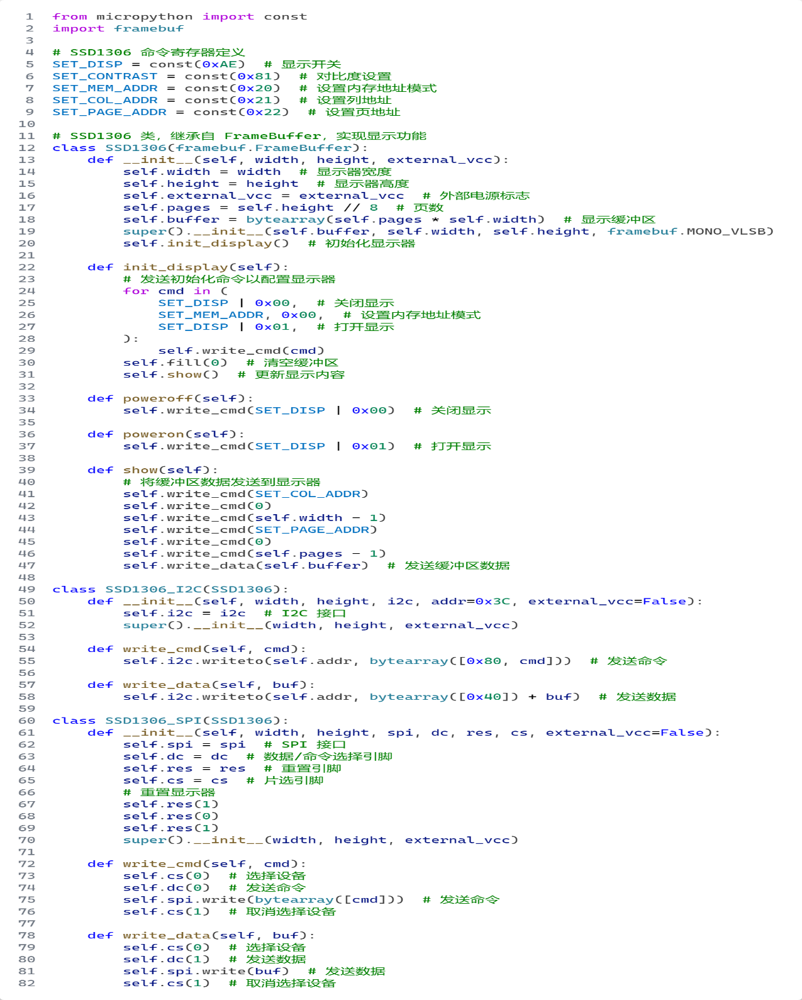 1 from micropython import const
2 import framebuf
3
4 # SSD1306 命令寄存器定义
5 SET_DISP = const(0xAE)  # 显示开关
6 SET_CONTRAST = const(0x81)  # 对比度设置
7 SET_MEM_ADDR = const(0x20)  # 设置内存地址模式
8 SET_COL_ADDR = const(0x21)  # 设置列地址
9 SET_PAGE_ADDR = const(0x22)  # 设置页地址
10
11 # SSD1306 类，继承自 FrameBuffer，实现显示功能
12 class SSD1306(framebuf.FrameBuffer):
13     def __init__(self, width, height, external_vcc):
14         self.width = width  # 显示器宽度
15         self.height = height  # 显示器高度
16         self.external_vcc = external_vcc  # 外部电源标志
17         self.pages = self.height // 8  # 页数
18         self.buffer = bytearray(self.pages * self.width)  # 显示缓冲区
19         super().__init__(self.buffer, self.width, self.height, framebuf.MONO_VLSB)
20         self.init_display()  # 初始化显示器
21
22     def init_display(self):
23         # 发送初始化命令以配置显示器
24         for cmd in (
25             SET_DISP | 0x00,  # 关闭显示
26             SET_MEM_ADDR, 0x00,  # 设置内存地址模式
27             SET_DISP | 0x01,  # 打开显示
28         ):
29             self.write_cmd(cmd)
30         self.fill(0)  # 清空缓冲区
31         self.show()  # 更新显示内容
32
33     def poweroff(self):
34         self.write_cmd(SET_DISP | 0x00)  # 关闭显示
35
36     def poweron(self):
37         self.write_cmd(SET_DISP | 0x01)  # 打开显示
38
39     def show(self):
40         # 将缓冲区数据发送到显示器
41         self.write_cmd(SET_COL_ADDR)
42         self.write_cmd(0)
43         self.write_cmd(self.width - 1)
44         self.write_cmd(SET_PAGE_ADDR)
45         self.write_cmd(0)
46         self.write_cmd(self.pages - 1)
47         self.write_data(self.buffer)  # 发送缓冲区数据
48
49 class SSD1306_I2C(SSD1306):
50     def __init__(self, width, height, i2c, addr=0x3C, external_vcc=False):
51         self.i2c = i2c  # I2C 接口
52         super().__init__(width, height, external_vcc)
53
54     def write_cmd(self, cmd):
55         self.i2c.writeto(self.addr, bytearray([0x80, cmd]))  # 发送命令
56
57     def write_data(self, buf):
58         self.i2c.writeto(self.addr, bytearray([0x40]) + buf)  # 发送数据
59
60 class SSD1306_SPI(SSD1306):
61     def __init__(self, width, height, spi, dc, res, cs, external_vcc=False):
62         self.spi = spi  # SPI 接口
63         self.dc = dc  # 数据/命令选择引脚
64         self.res = res  # 重置引脚
65         self.cs = cs  # 片选引脚
66         # 重置显示器
67         self.res(1)
68         self.res(0)
69         self.res(1)
70         super().__init__(width, height, external_vcc)
71
72     def write_cmd(self, cmd):
73         self.cs(0)  # 选择设备
74         self.dc(0)  # 发送命令
75         self.spi.write(bytearray([cmd]))  # 发送命令
76         self.cs(1)  # 取消选择设备
77
78     def write_data(self, buf):
79         self.cs(0)  # 选择设备
80         self.dc(1)  # 发送数据
81         self.spi.write(buf)  # 发送数据
82         self.cs(1)  # 取消选择设备